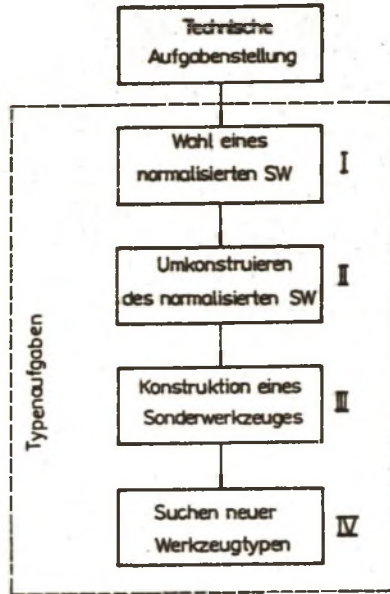 Technische
Aufgabenstellung
Wahl eines
normalisierten SW
I
Umkonstruieren
des normalisierten SW
II
Konstruktion eines
Sonderwerkzeuges
III
Suchen neuer
Werkzeugtypen
IV
Typenaufgaben